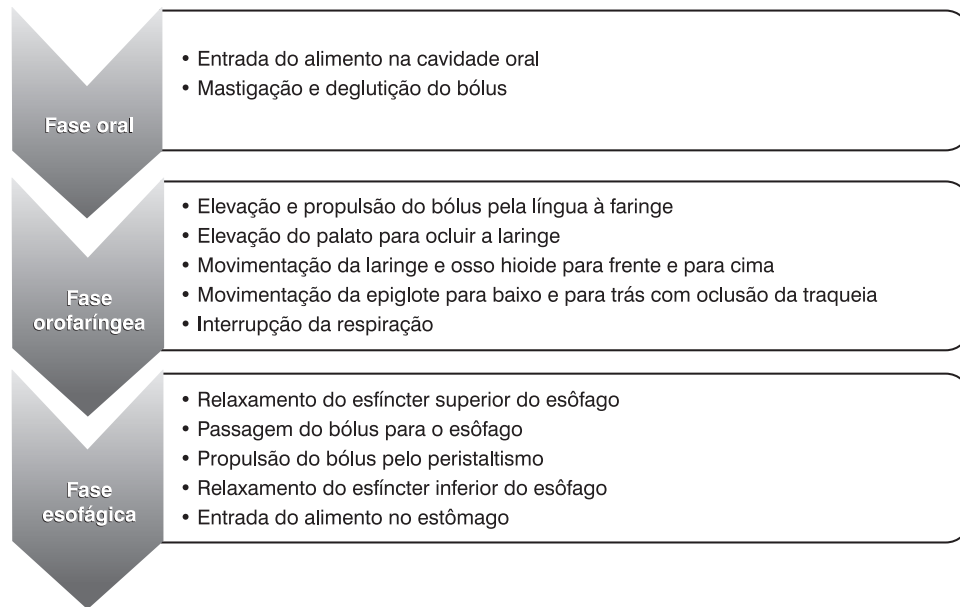 Fase oral
• Entrada do alimento na cavidade oral
• Mastigação e deglutição do bólus
Fase
orofaríngea
• Elevação e propulsão do bólus pela língua à faringe
• Elevação do palato para ocluir a laringe
• Movimentação da laringe e osso hioide para frente e para cima
• Movimentação da epiglote para baixo e para trás com oclusão da traqueia
• Interrupção da respiração
Fase
esofágica
• Relaxamento do esfíncter superior do esôfago
• Passagem do bólus para o esôfago
• Propulsão do bólus pelo peristaltismo
• Relaxamento do esfíncter inferior do esôfago
• Entrada do alimento no estômago